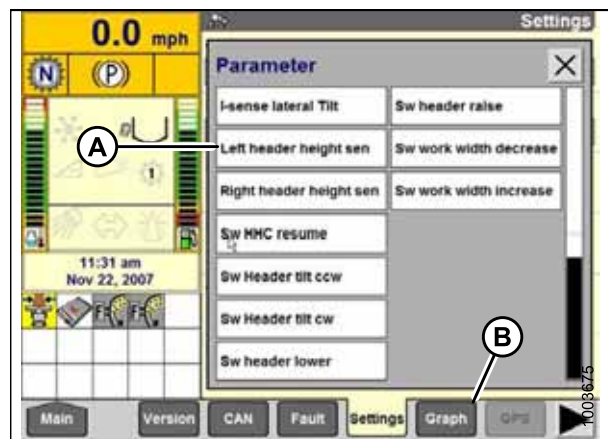 0.0 mph
Settings
N
P
Parameter
I-sense lateral Tilt
Sw header raise
A
Left header height sen
Sw work width decrease
1
Right header height sen
Sw work width increase
Sw HHC resume
11:31 am
Nov 22, 2007
Sw Header tilt ccw
Sw Header tilt cw
B
Sw header lower
Main
Version
CAN
Fault
Settings
Graph
GPS
1003675